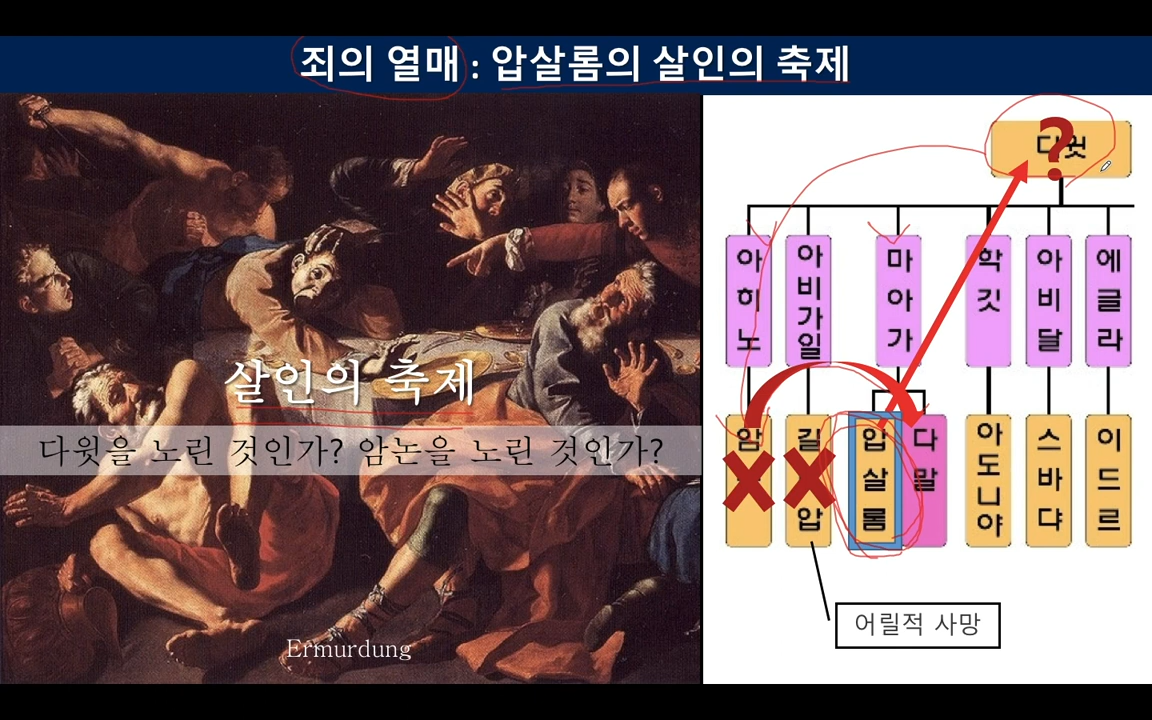 죄의 열매 : 압살롬의 살인의 축제
살인의 축제
다윗을 노린 것인가? 암논을 노린 것인가?
Ermurdung
다윗
?
아히노
아비가일
마아가
학깃
아비달
에글라
암
길압
압살롬
다말
아도니야
스바댜
이드르
어릴적 사망